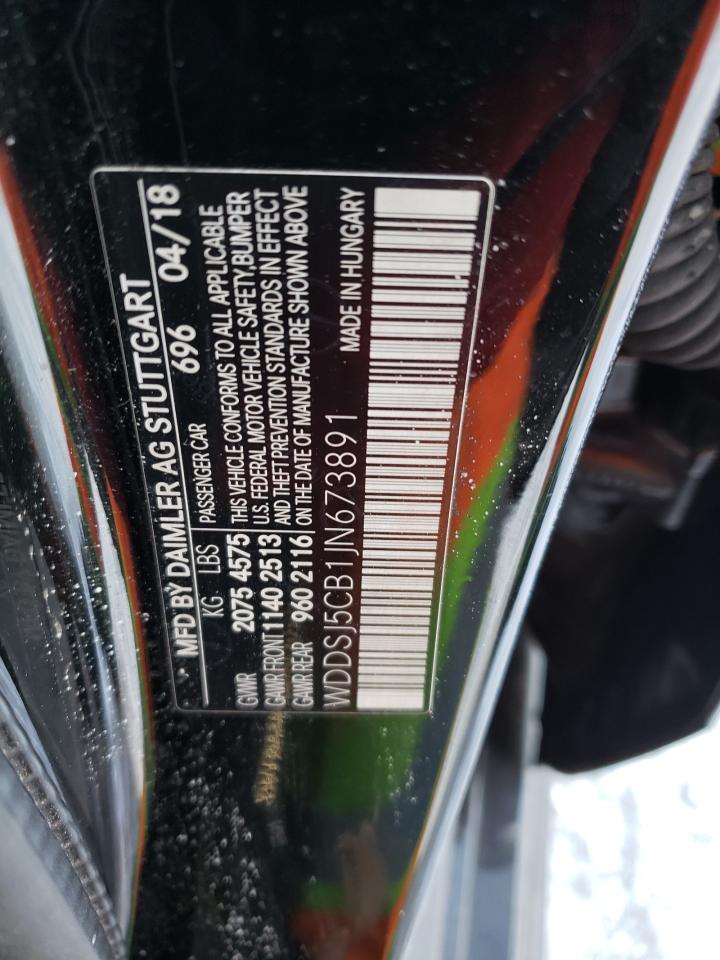 MFD BY DAIMLER AG STUTTGART
KG LBS PASSENGER CAR 696 04/18
GVWR 2075 4575 THIS VEHICLE CONFORMS TO ALL APPLICABLE
GAWR FRONT 1140 2513 U.S. FEDERAL MOTOR VEHICLE SAFETY,BUMPER
AND THEFT PREVENTION STANDARDS IN EFFECT
GAWR REAR 960 2116 ON THE DATE OF MANUFACTURE SHOWN ABOVE
WDDSJ5CB1JN673891 MADE IN HUNGARY